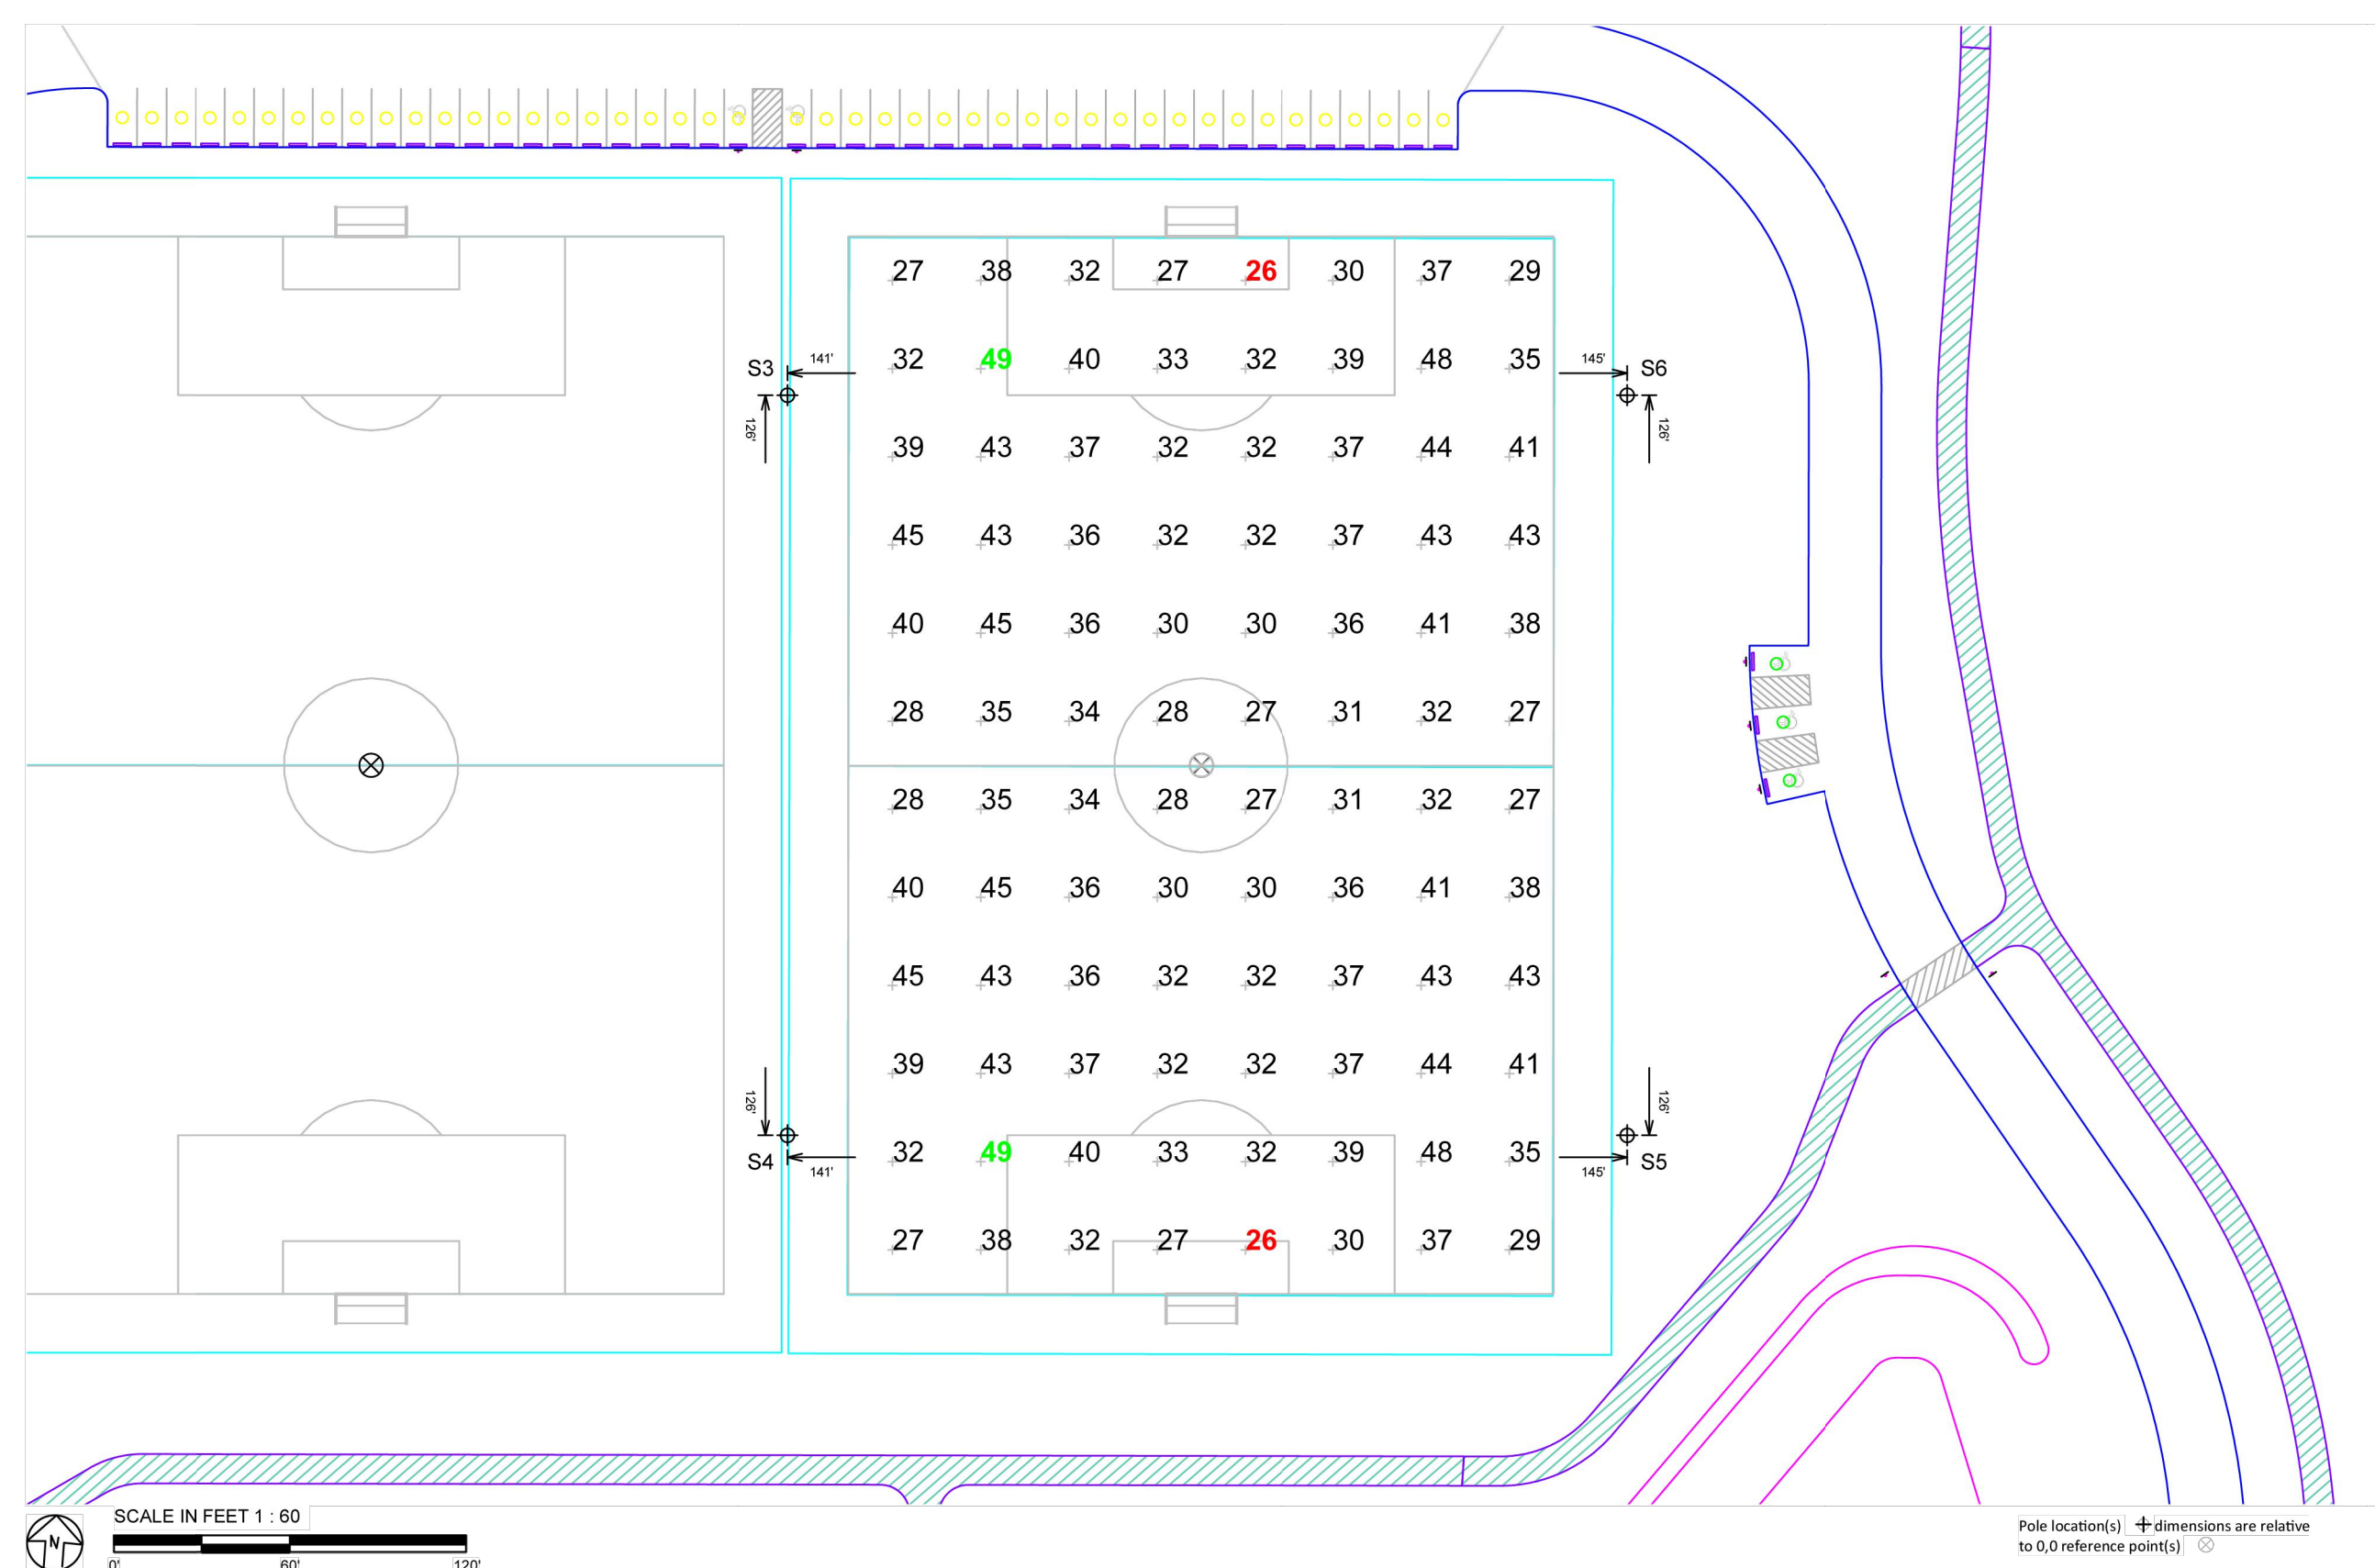 27 38 32 27 26 30 37 29
32 49 40 33 32 39 48 35
S3 141' 145' S6
126' 126'
39 43 37 32 32 37 44 41
45 43 36 32 32 37 43 43
40 45 36 30 30 36 41 38
28 35 34 28 27 31 32 27
28 35 34 28 27 31 32 27
40 45 36 30 30 36 41 38
45 43 36 32 32 37 43 43
39 43 37 32 32 37 44 41
126' 126'
32 49 40 33 32 39 48 35
S4 141' 145' S5
27 38 32 27 26 30 37 29
N
SCALE IN FEET 1 : 60
0' 60' 120'
Pole location(s) dimensions are relative
to 0,0 reference point(s)